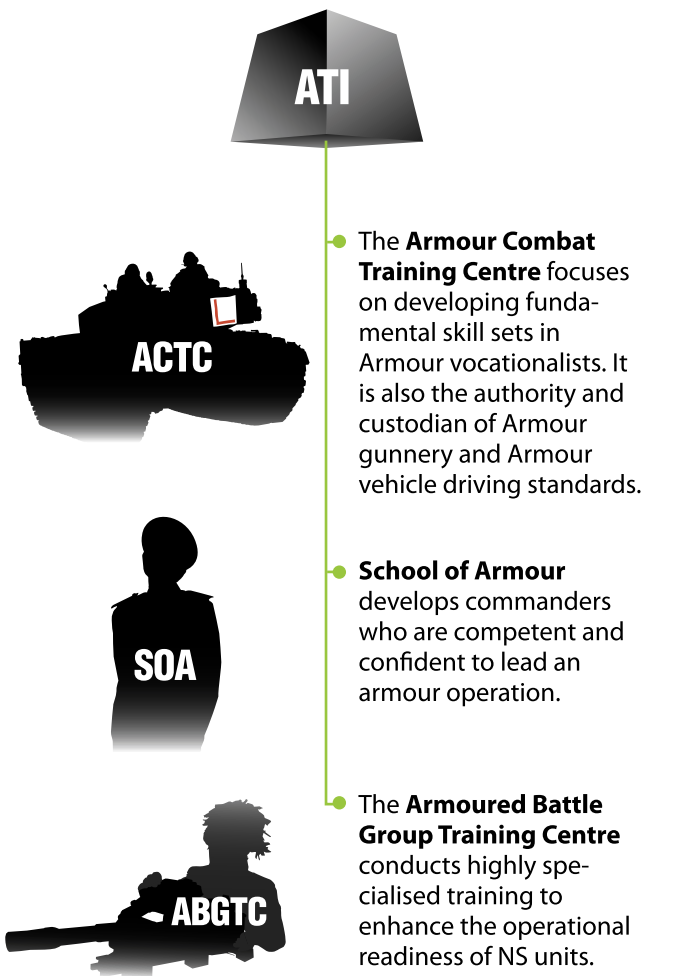 ATI
The Armour Combat
Training Centre focuses
on developing funda-
mental skill sets in
Armour vocationalists. It
is also the authority and
custodian of Armour
gunnery and Armour
vehicle driving standards.
L
ACTC
School of Armour
develops commanders
who are competent and
confident to lead an
armour operation.
SOA
The Armoured Battle
Group Training Centre
conducts highly spe-
cialised training to
enhance the operational
readiness of NS units.
ABGTC